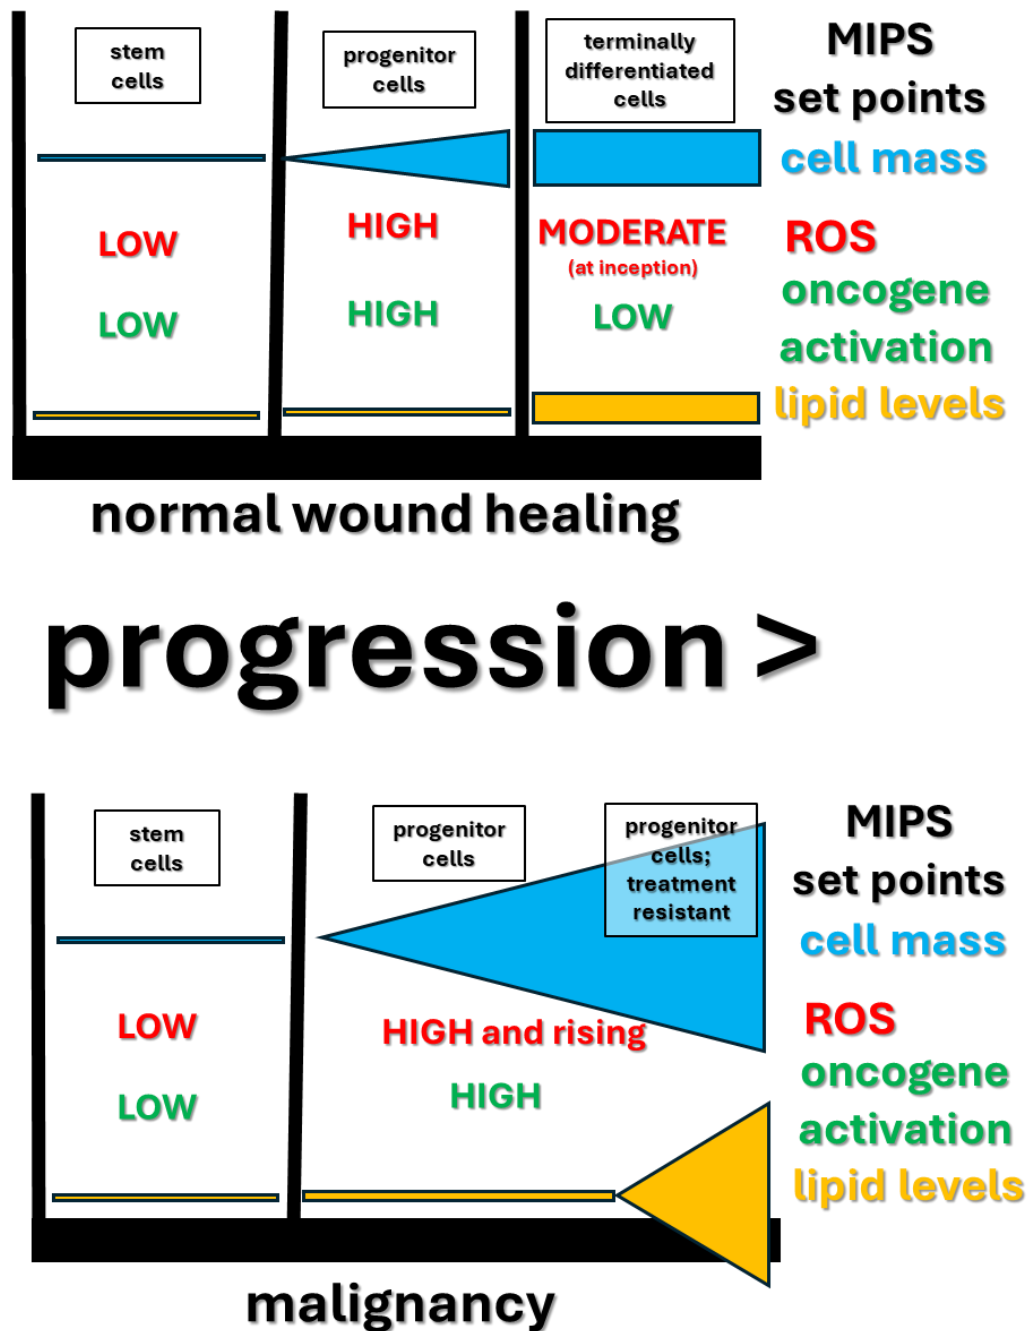 stem
cells
progenitor
cells
terminally
differentiated
cells
MIPS
set points
cell mass
LOW
HIGH
MODERATE
(at inception)
ROS
LOW
HIGH
LOW
oncogene
activation
lipid levels
normal wound healing
progression >
stem
cells
progenitor
cells
progenitor
cells;
treatment
resistant
MIPS
set points
cell mass
LOW
HIGH and rising
ROS
LOW
HIGH
oncogene
activation
lipid levels
malignancy